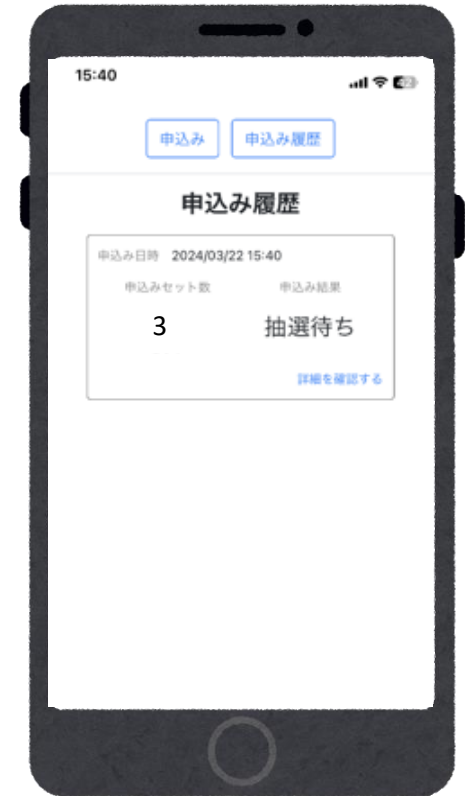 15:40
申込み 申込み履歴
申込み履歴
申込み日時 2024/03/22 15:40
申込みセット数 申込み結果
3 抽選待ち
詳細を確認する